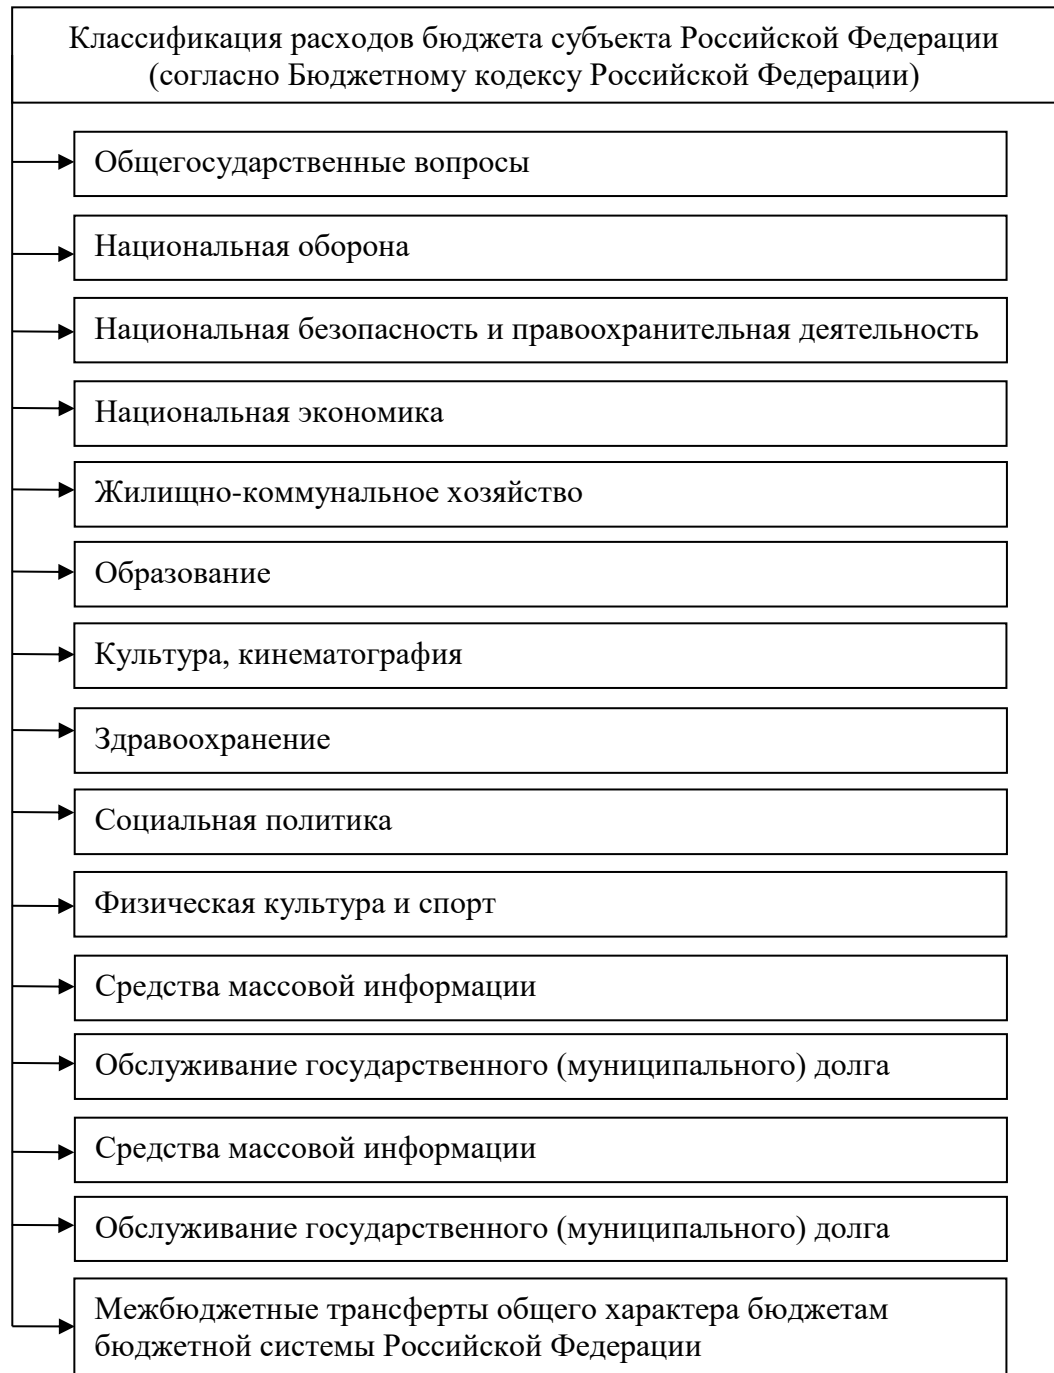 Классификация расходов бюджета субъекта Российской Федерации
(согласно Бюджетному кодексу Российской Федерации)
Общегосударственные вопросы
Национальная оборона
Национальная безопасность и правоохранительная деятельность
Национальная экономика
Жилищно-коммунальное хозяйство
Образование
Культура, кинематография
Здравоохранение
Социальная политика
Физическая культура и спорт
Средства массовой информации
Обслуживание государственного (муниципального) долга
Средства массовой информации
Обслуживание государственного (муниципального) долга
Межбюджетные трансферты общего характера бюджетам
бюджетной системы Российской Федерации